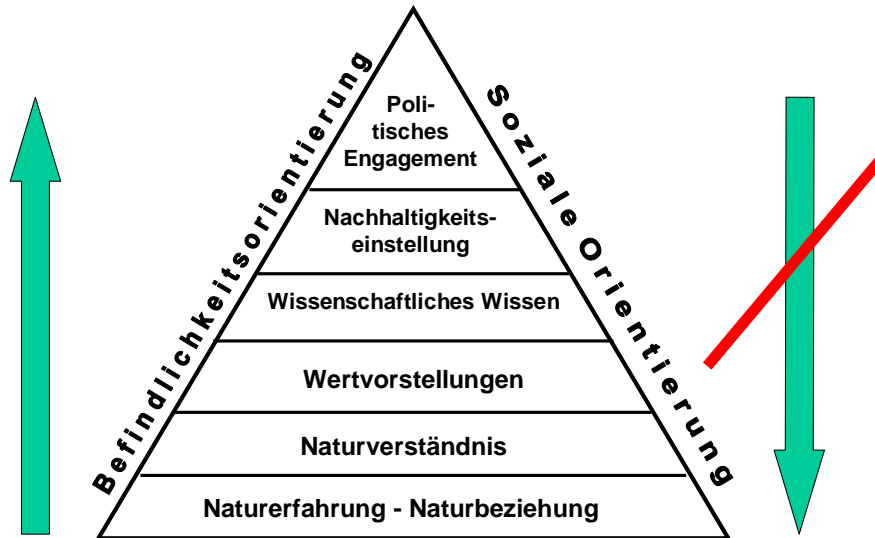 Befindlichkeitsorientierung
Soziale Orientierung
Poli-
tisches
Engagement
Nachhaltigkeits-
einstellung
Wissenschaftliches Wissen
Wertvorstellungen
Naturverständnis
Naturerfahrung - Naturbeziehung